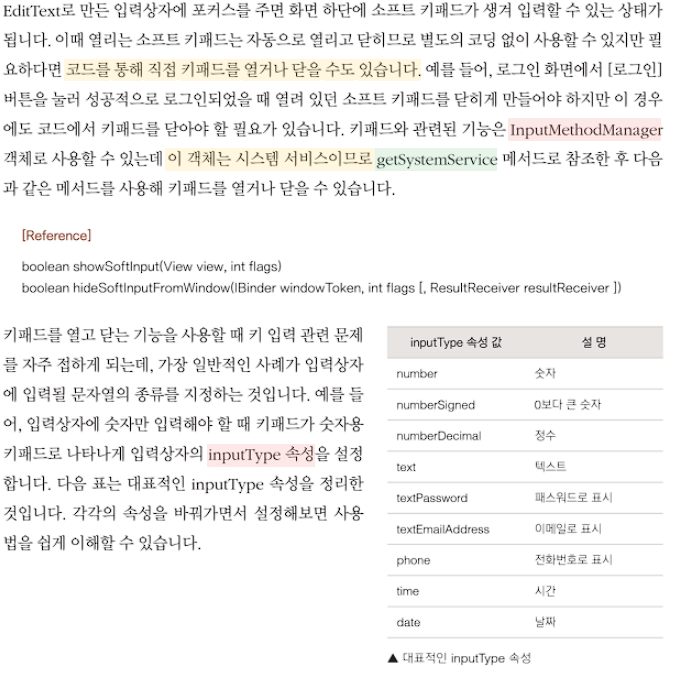 EditText로 만든 입력상자에 포커스를 주면 화면 하단에 소프트 키패드가 생겨 입력할 수 있는 상태가
됩니다. 이때 열리는 소프트 키패드는 자동으로 열리고 닫히므로 별도의 코딩 없이 사용할 수 있지만 필
요하다면 코드를 통해 직접 키패드를 열거나 닫을 수도 있습니다. 예를 들어, 로그인 화면에서 [로그인]
버튼을 눌러 성공적으로 로그인되었을 때 열려 있던 소프트 키패드를 닫히게 만들어야 하지만 이 경우
에도 코드에서 키패드를 닫아야 할 필요가 있습니다. 키패드와 관련된 기능은 InputMethodManager
객체로 사용할 수 있는데 이 객체는 시스템 서비스이므로 getSystemService 메서드로 참조한 후 다음
과 같은 메서드를 사용해 키패드를 열거나 닫을 수 있습니다.
[Reference]
boolean showSoftInput(View view, int flags)
boolean hideSoftInputFromWindow(IBinder windowToken, int flags [, ResultReceiver resultReceiver ])
키패드를 열고 닫는 기능을 사용할 때 키 입력 관련 문제
를 자주 접하게 되는데, 가장 일반적인 사례가 입력상자
에 입력될 문자열의 종류를 지정하는 것입니다. 예를 들
어, 입력상자에 숫자만 입력해야 할 때 키패드가 숫자용
키패드로 나타나게 입력상자의 inputType 속성을 설정
합니다. 다음 표는 대표적인 inputType 속성을 정리한
것입니다. 각각의 속성을 바꿔가면서 설정해보면 사용
법을 쉽게 이해할 수 있습니다.
inputType 속성 값 설 명
number 숫자
numberSigned 0보다 큰 숫자
numberDecimal 정수
text 텍스트
textPassword 패스워드로 표시
textEmailAddress 이메일로 표시
phone 전화번호로 표시
time 시간
date 날짜
▲ 대표적인 inputType 속성